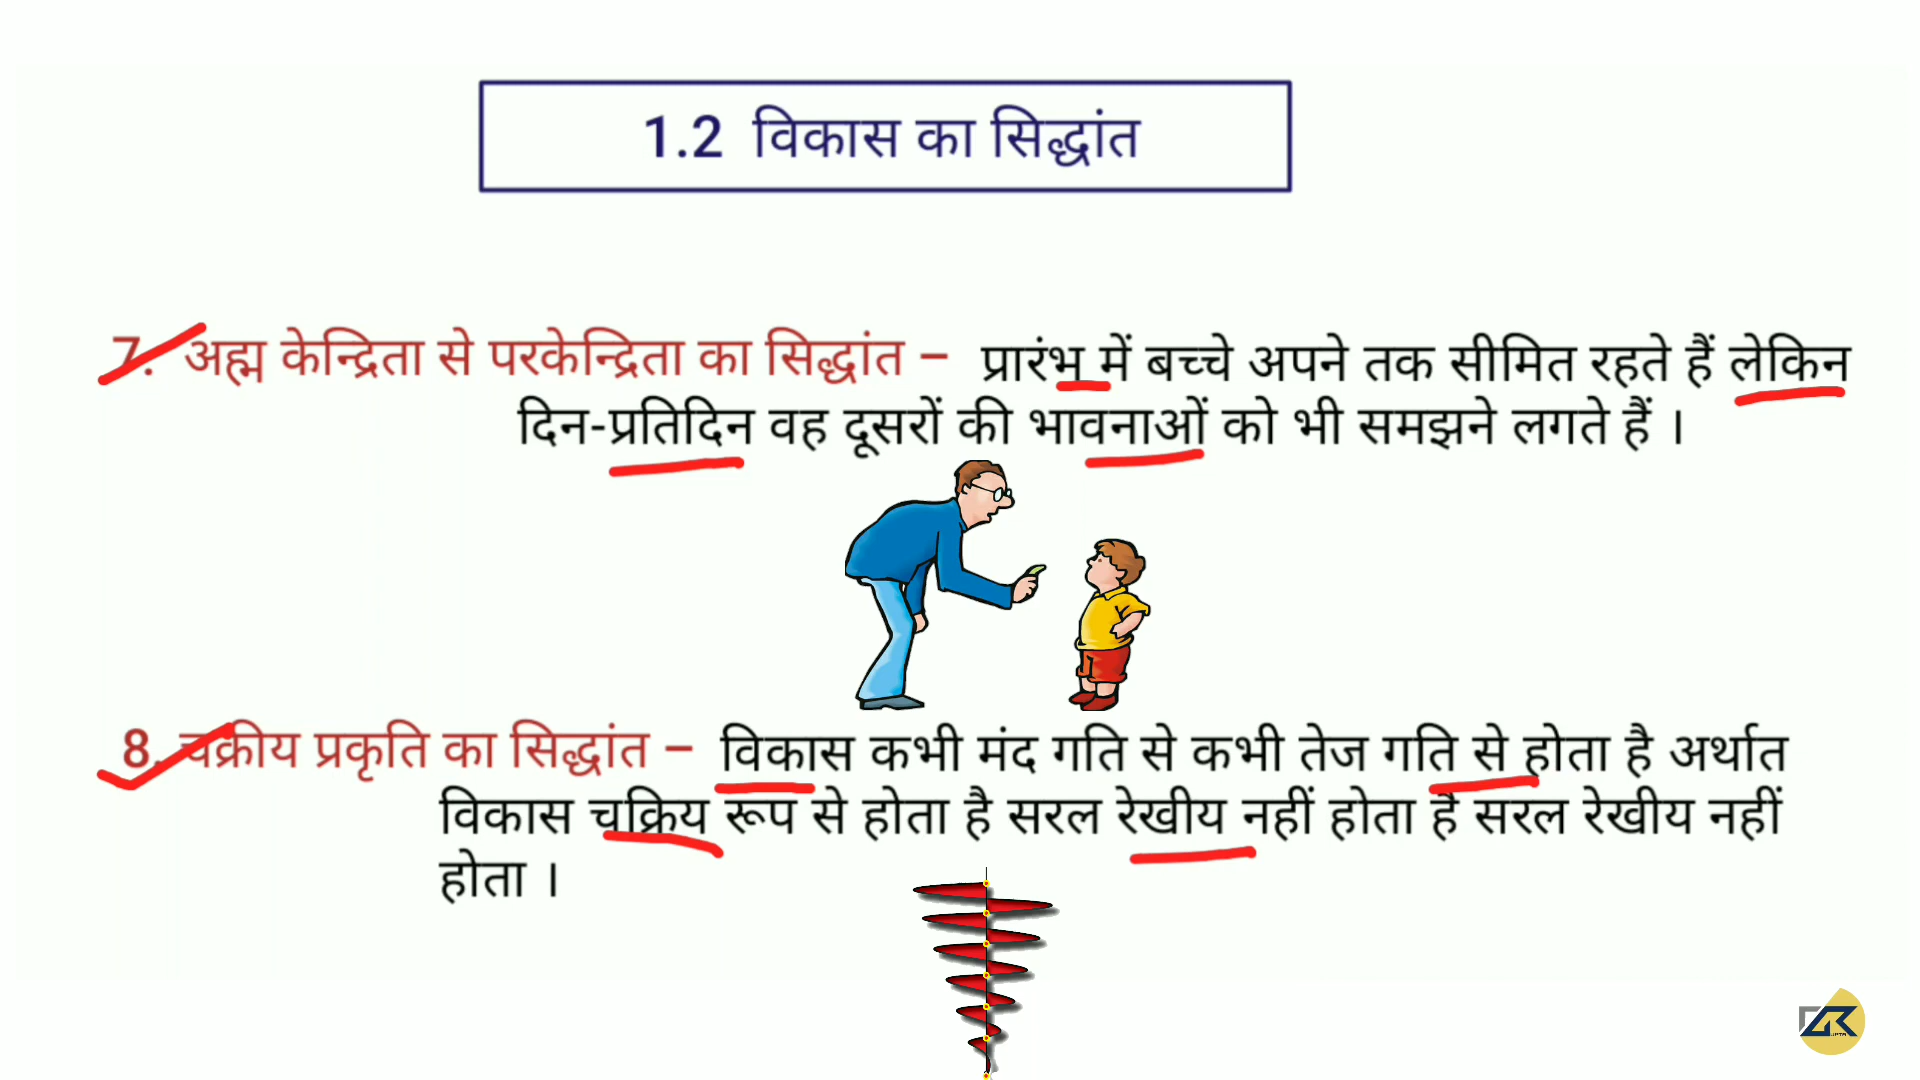 1.2 विकास का सिद्धांत
7. अह्म केन्द्रिता से परकेन्द्रिता का सिद्धांत – प्रारंभ में बच्चे अपने तक सीमित रहते हैं लेकिन
दिन-प्रतिदिन वह दूसरों की भावनाओं को भी समझने लगते हैं ।
8. चक्रीय प्रकृति का सिद्धांत – विकास कभी मंद गति से कभी तेज गति से होता है अर्थात
विकास चक्रिय रूप से होता है सरल रेखीय नहीं होता है सरल रेखीय नहीं
होता ।